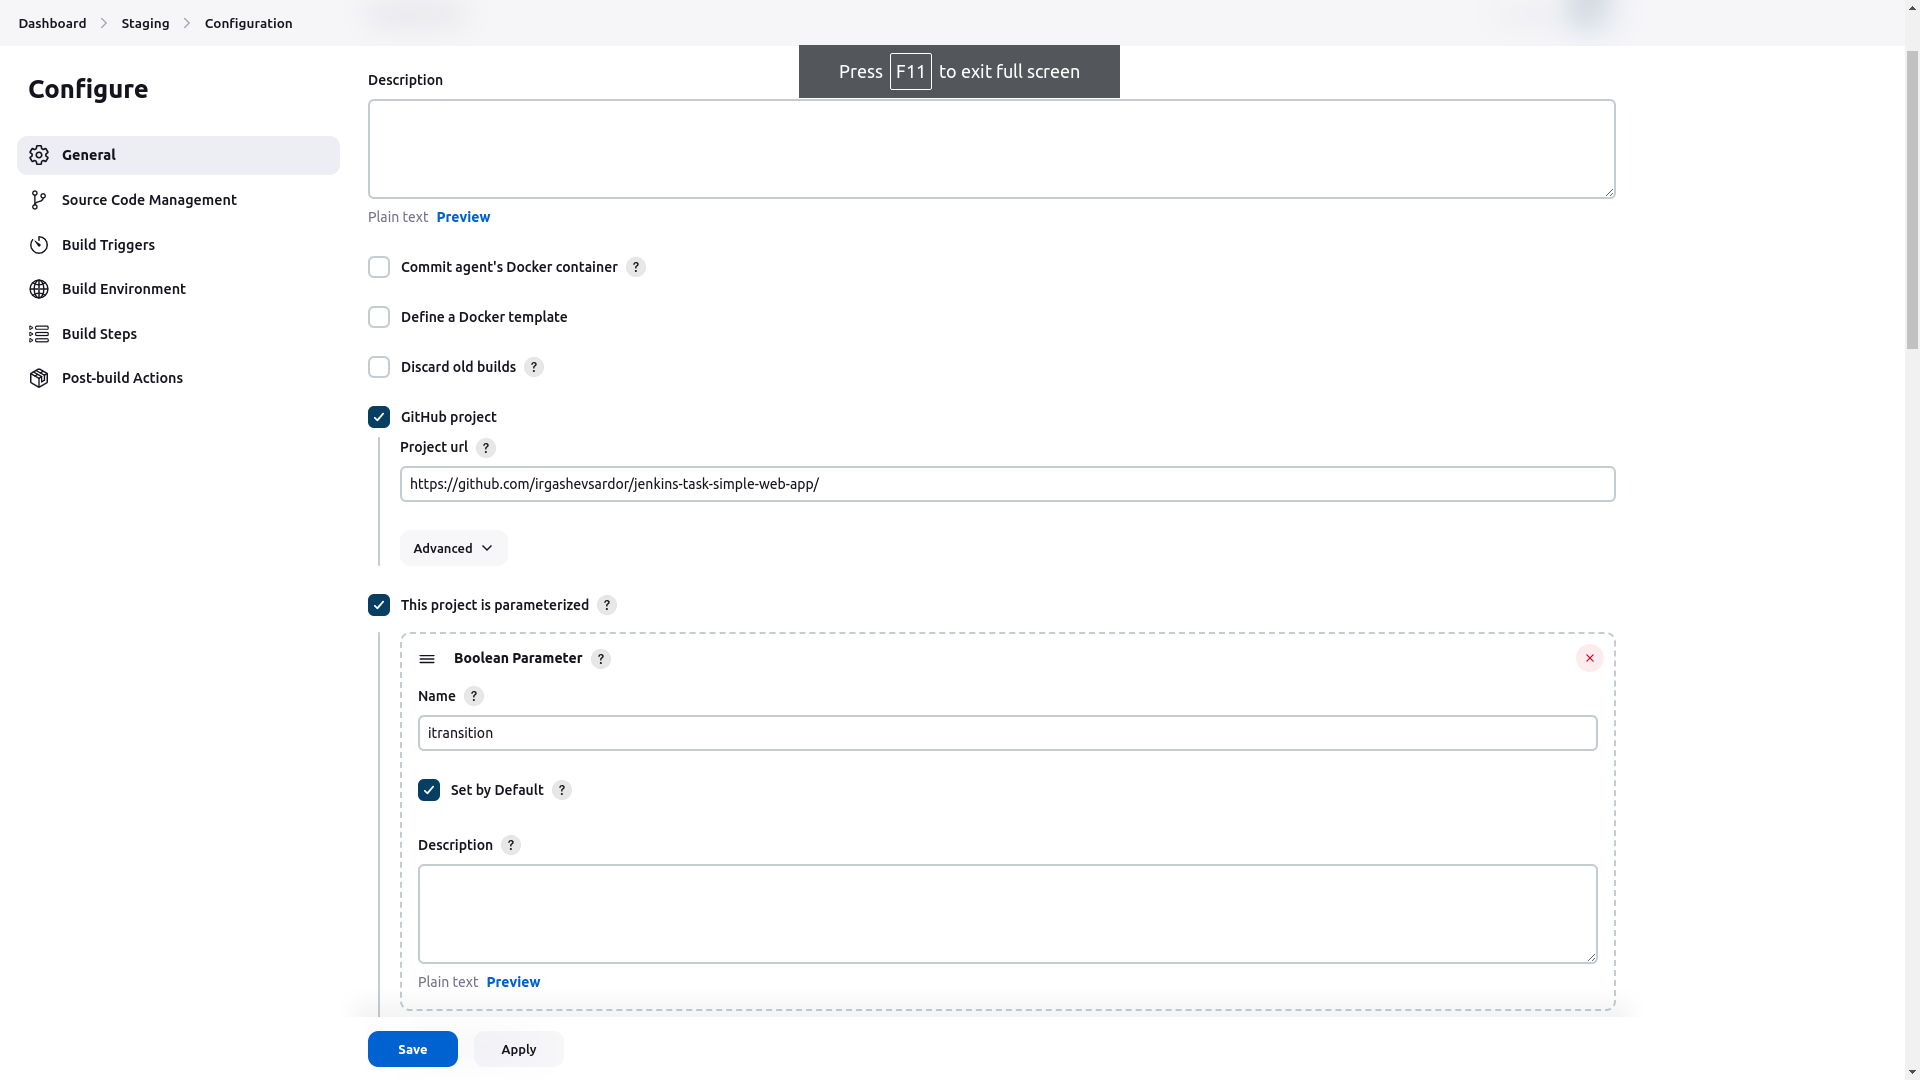 Dashboard > Staging > Configuration
Press F11 to exit full screen
Configure
General
Source Code Management
Build Triggers
Build Environment
Build Steps
Post-build Actions
Description
Plain text Preview
Commit agent's Docker container ?
Define a Docker template
Discard old builds ?
GitHub project
Project url ?
https://github.com/irgashevsardor/jenkins-task-simple-web-app/
Advanced
This project is parameterized ?
Boolean Parameter ?
Name ?
itransition
Set by Default ?
Description ?
Plain text Preview
Save Apply